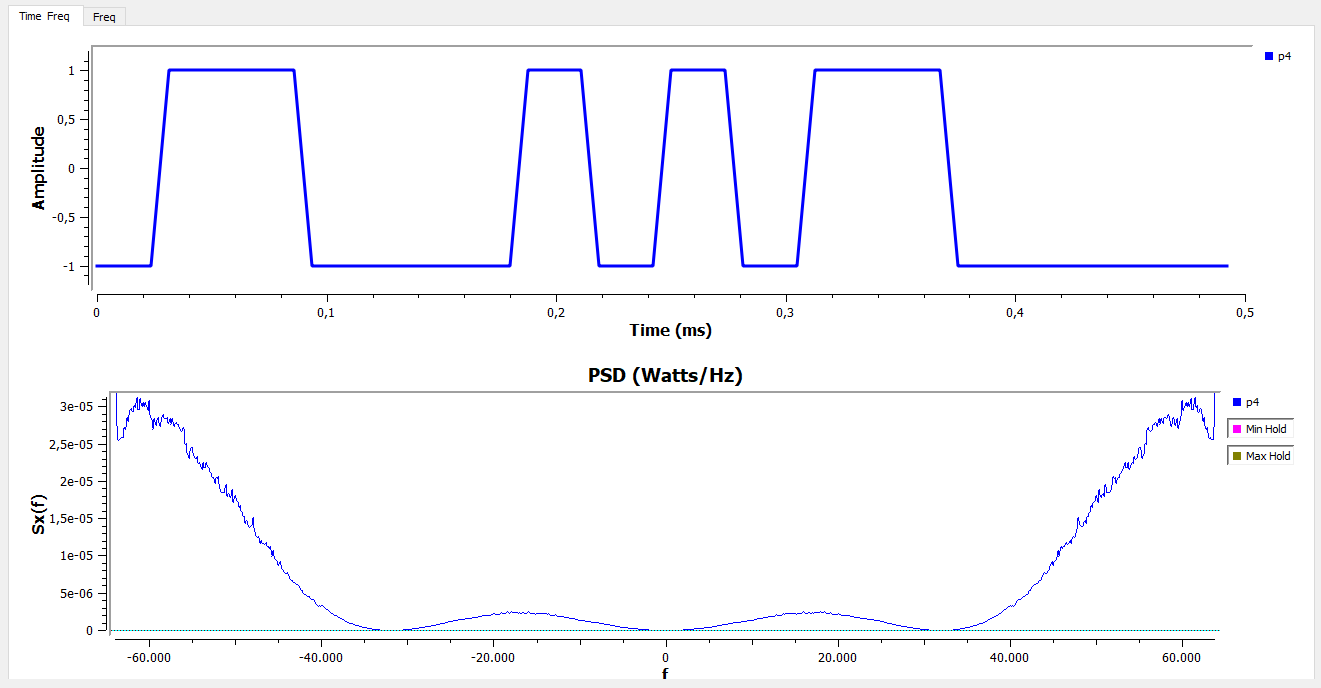 Time Freq
Freq
p4
1
0,5
0
-0,5
-1
Amplitude
0
0,1
0,2
0,3
0,4
0,5
Time (ms)
PSD (Watts/Hz)
p4
Min Hold
Max Hold
3e-05
2,5e-05
2e-05
1,5e-05
1e-05
5e-06
0
Sx(f)
-60.000
-40.000
-20.000
0
20.000
40.000
60.000
f